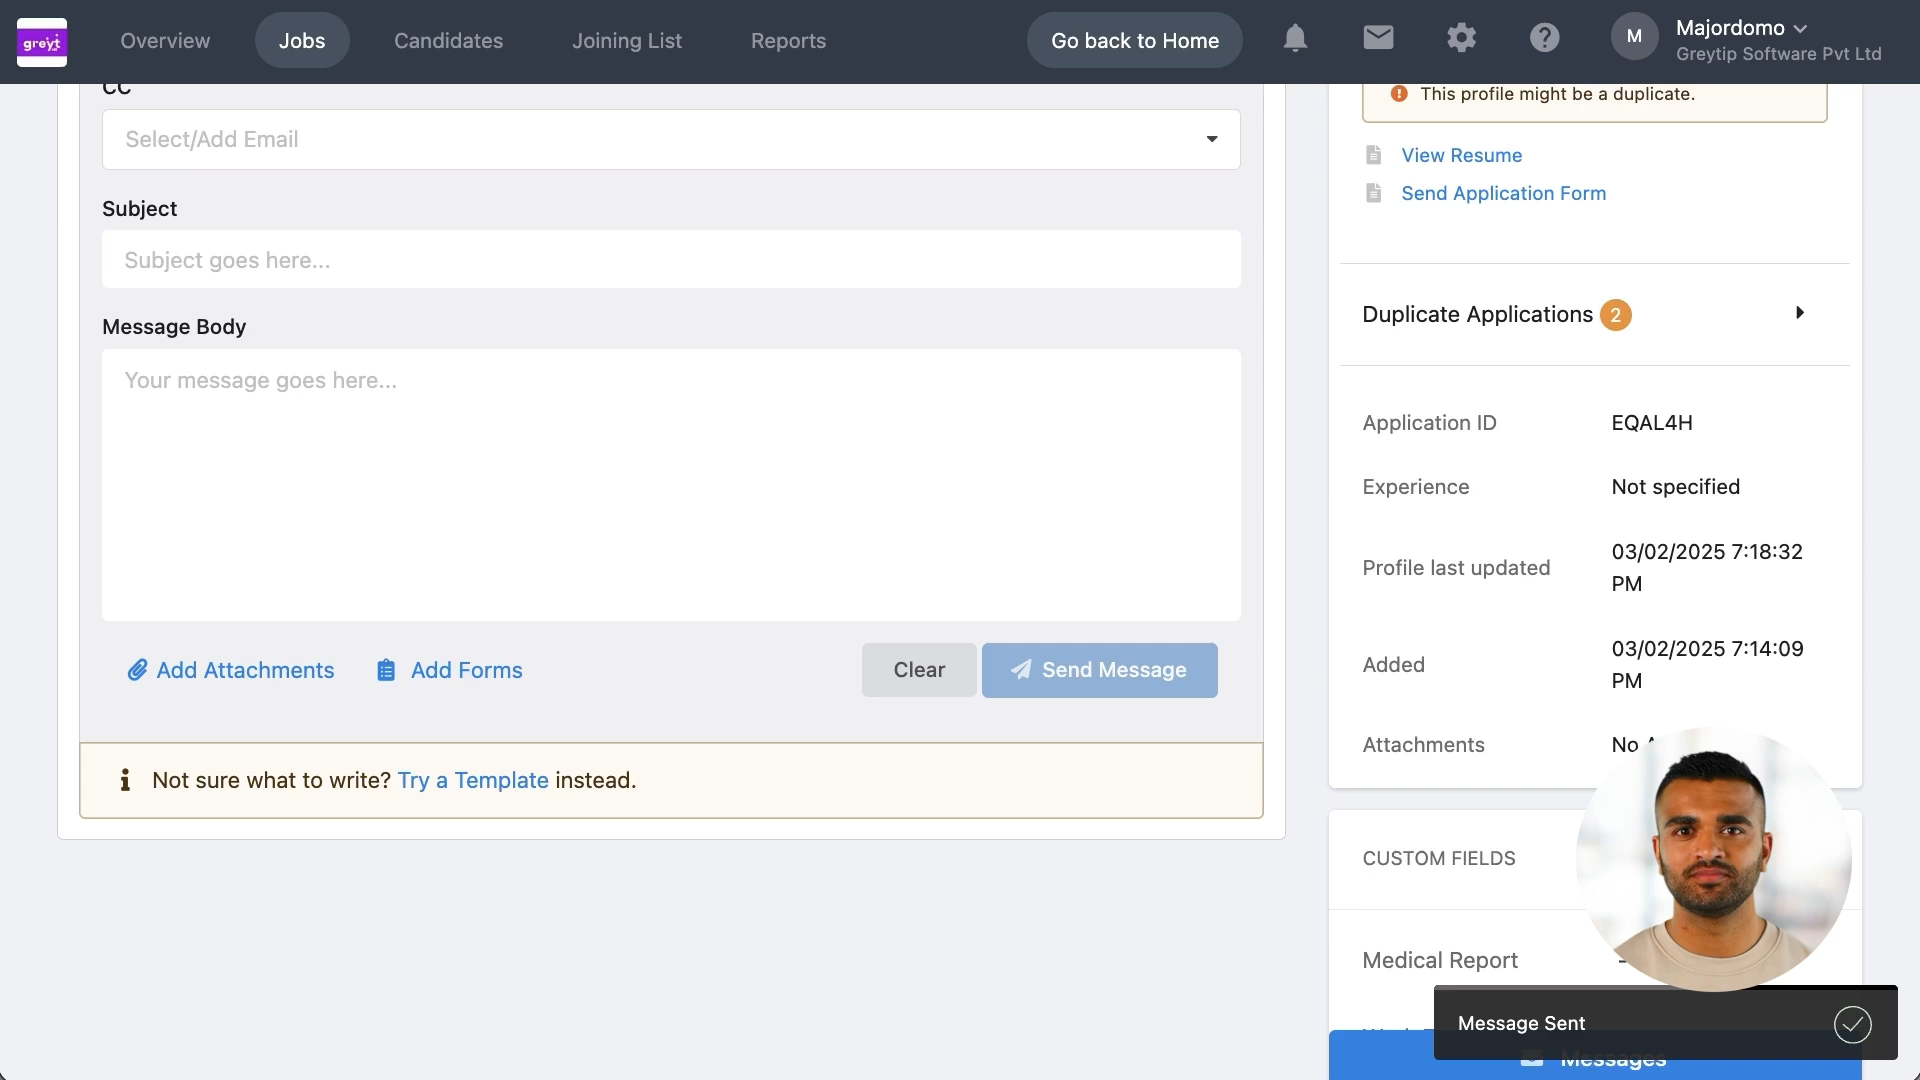 greyt
Overview
Jobs
Candidates
Joining List
Reports
Go back to Home
M
Majordomo
Greytip Software Pvt Ltd
CC
Select/Add Email
Subject
Subject goes here...
Message Body
Your message goes here...
Add Attachments
Add Forms
Clear
Send Message
Not sure what to write? Try a Template instead.
This profile might be a duplicate.
View Resume
Send Application Form
Duplicate Applications 2
Application ID EQAL4H
Experience Not specified
Profile last updated 03/02/2025 7:18:32
PM
Added 03/02/2025 7:14:09
PM
Attachments No
CUSTOM FIELDS
Medical Report -
Message Sent
Messages